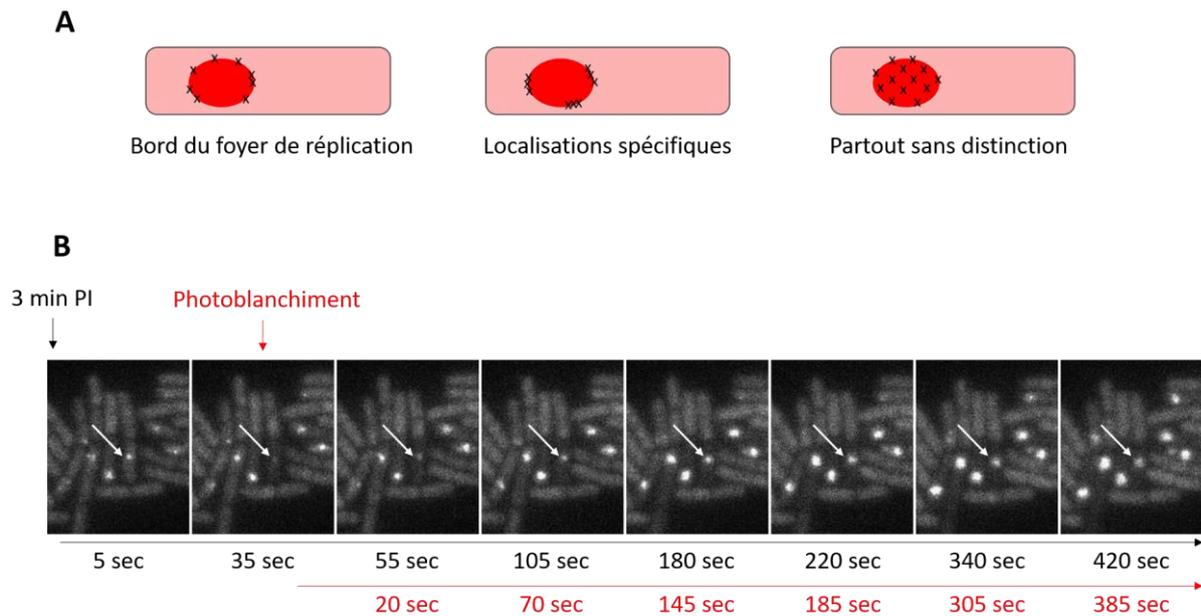 A
Bord du foyer de réplication
Localisations spécifiques
Partout sans distinction
B
3 min PI
Photoblanchiment
5 sec
35 sec
55 sec
105 sec
180 sec
220 sec
340 sec
420 sec
20 sec
70 sec
145 sec
185 sec
305 sec
385 sec